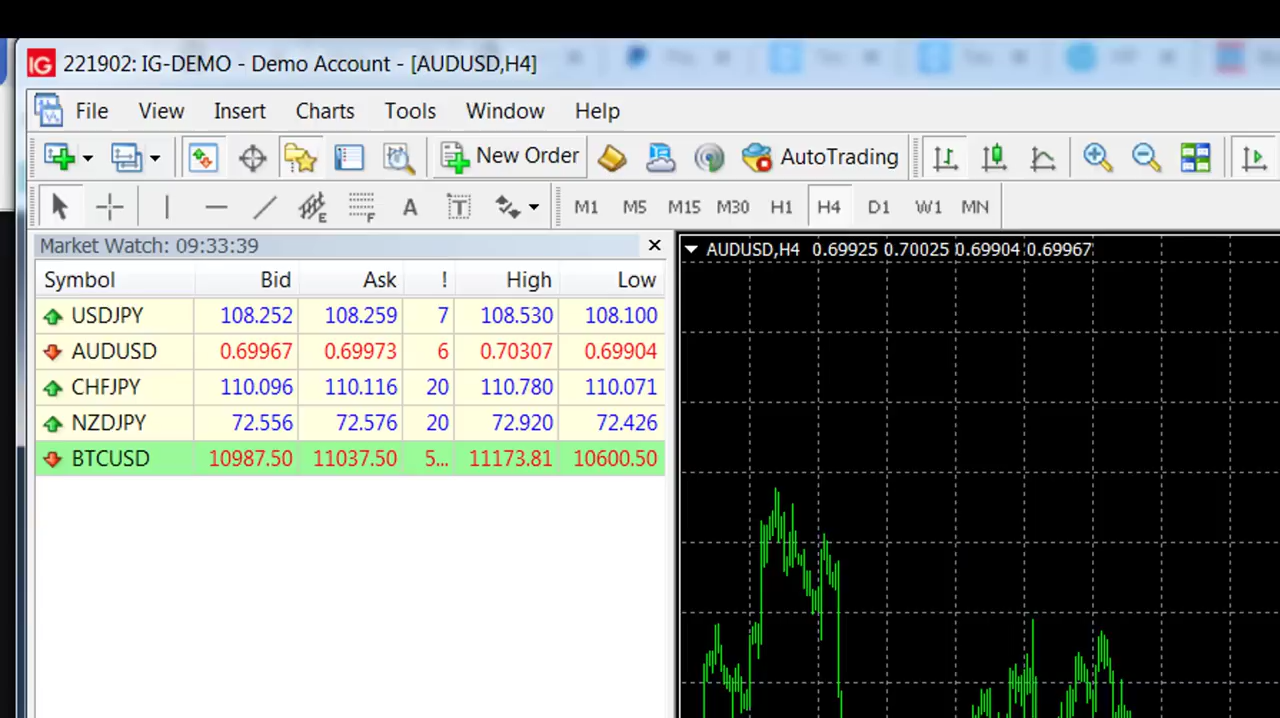 IG 221902: IG-DEMO - Demo Account - [AUDUSD,H4]
File View Insert Charts Tools Window Help
New Order AutoTrading
E F A T M1 M5 M15 M30 H1 H4 D1 W1 MN
Market Watch: 09:33:39
AUDUSD,H4 0.69925 0.70025 0.69904 0.69967
Symbol Bid Ask ! High Low
USDJPY 108.252 108.259 7 108.530 108.100
AUDUSD 0.69967 0.69973 6 0.70307 0.69904
CHFJPY 110.096 110.116 20 110.780 110.071
NZDJPY 72.556 72.576 20 72.920 72.426
BTCUSD 10987.50 11037.50 5... 11173.81 10600.50